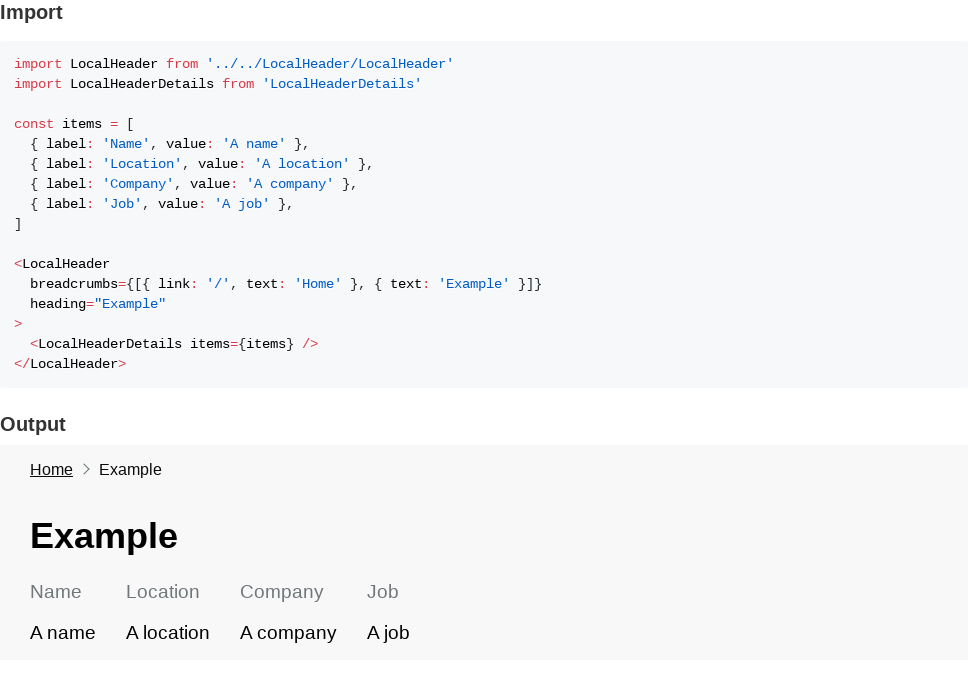 Import
import LocalHeader from '../../LocalHeader/LocalHeader'
import LocalHeaderDetails from 'LocalHeaderDetails'
const items = [
  { label: 'Name', value: 'A name' },
  { label: 'Location', value: 'A location' },
  { label: 'Company', value: 'A company' },
  { label: 'Job', value: 'A job' },
]
<LocalHeader
  breadcrumbs={[{ link: '/', text: 'Home' }, { text: 'Example' }]}
  heading="Example"
>
  <LocalHeaderDetails items={items} />
</LocalHeader>
Output
Home Example
Example
Name Location Company Job
A name A location A company A job